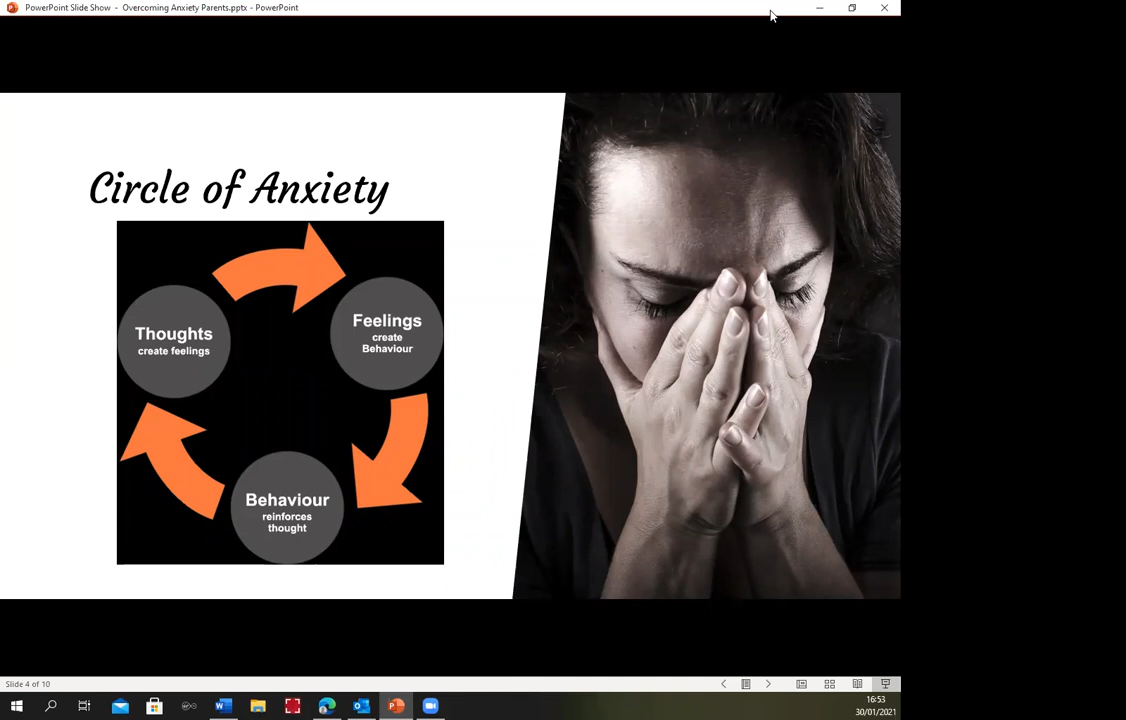 PowerPoint Slide Show - Overcoming Anxiety Parents.pptx - PowerPoint
Circle of Anxiety
Thoughts
create feelings
Feelings
create
Behaviour
Behaviour
reinforces
thought
Slide 4 of 10
16:53
30/01/2021